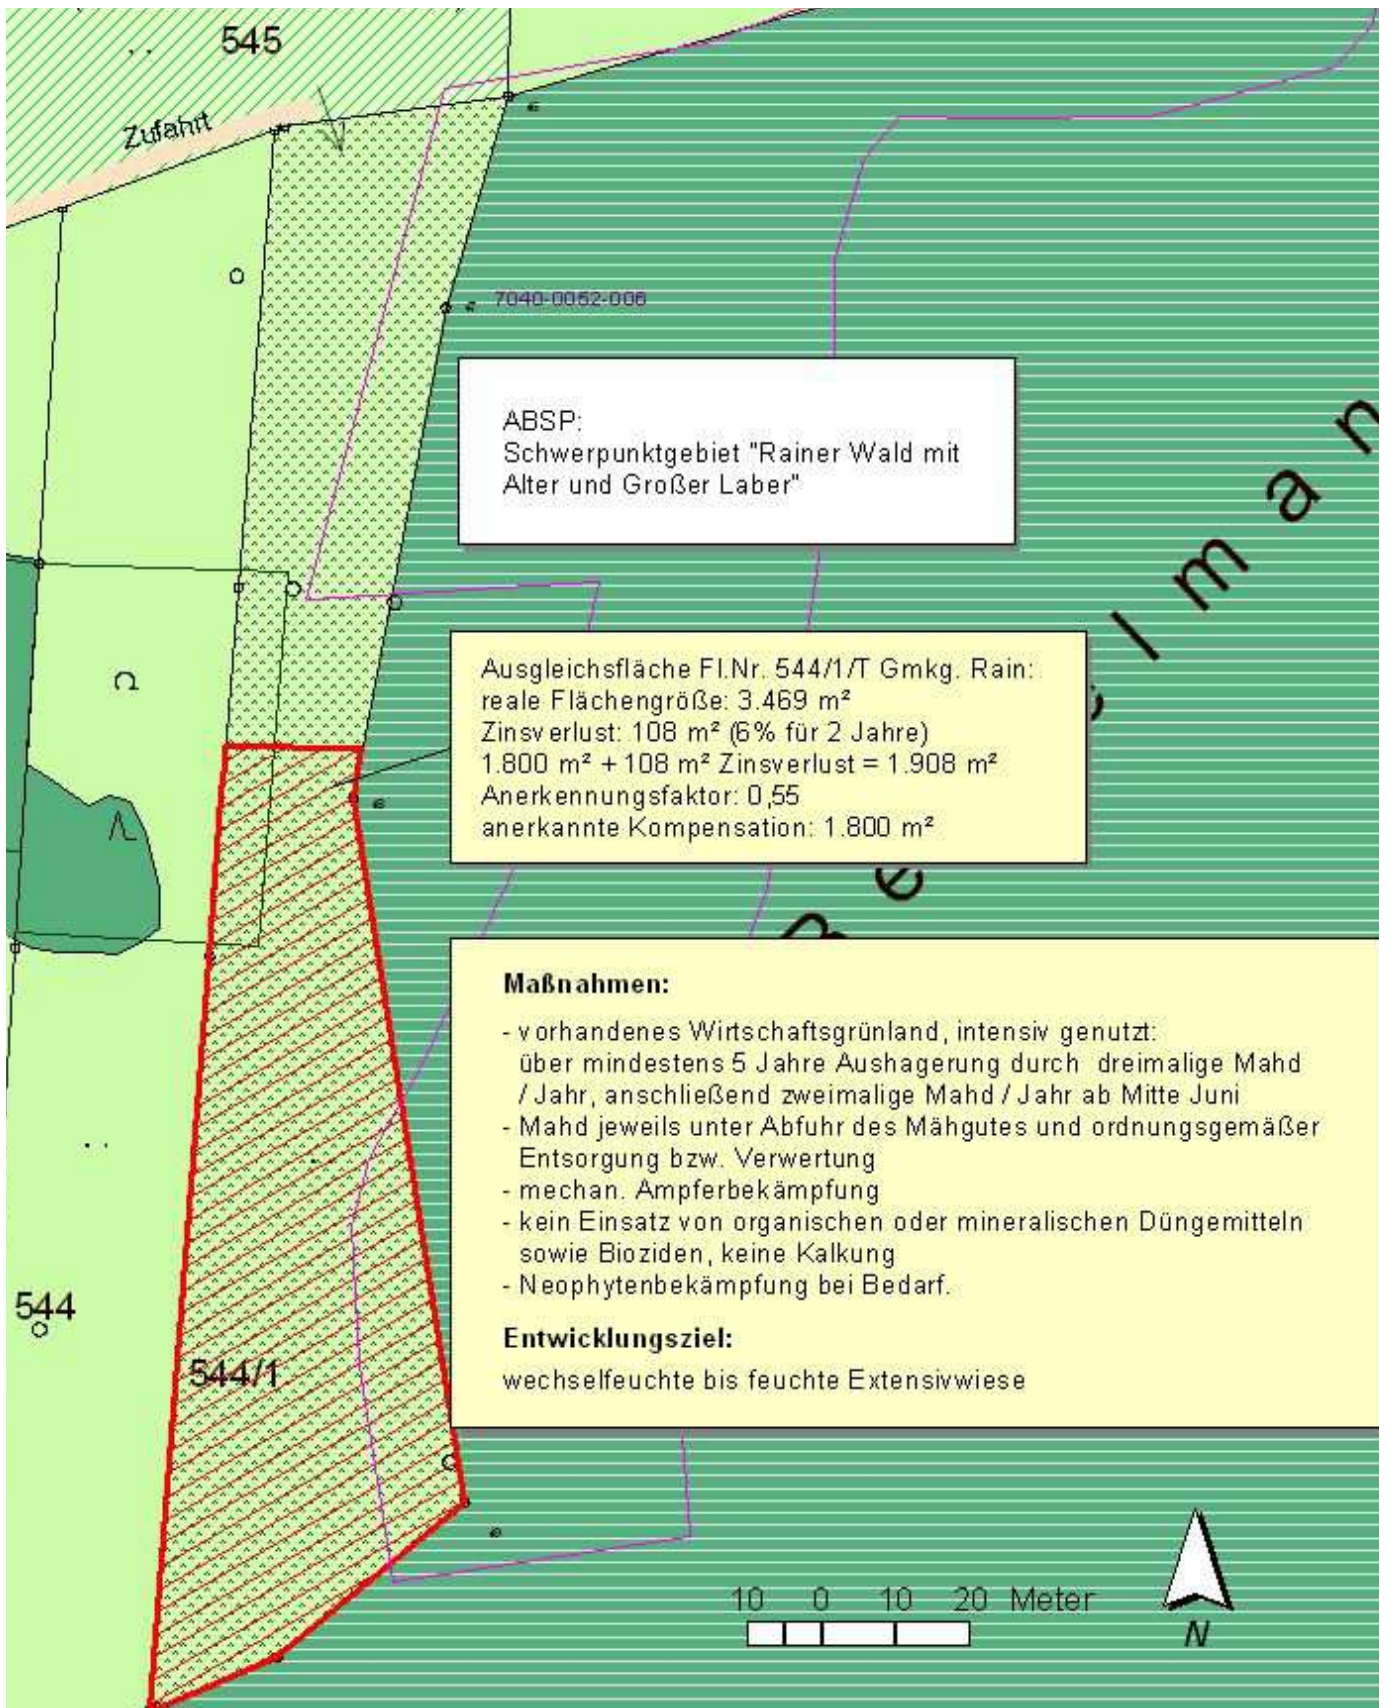 545
Zufahrt
7040-0052-006
ABSP:
Schwerpunktgebiet "Rainer Wald mit
Alter und Großer Laber"
Ausgleichsfläche Fl.Nr. 544/1/T Gmkg. Rain:
reale Flächengröße: 3.469 m²
Zinsverlust: 108 m² (6% für 2 Jahre)
1.800 m² + 108 m² Zinsverlust = 1.908 m²
Anerkennungsfaktor: 0,55
anerkannte Kompensation: 1.800 m²
Maßnahmen:
- vorhandenes Wirtschaftsgrünland, intensiv genutzt:
über mindestens 5 Jahre Aushagerung durch dreimalige Mahd
/ Jahr, anschließend zweimalige Mahd / Jahr ab Mitte Juni
- Mahd jeweils unter Abfuhr des Mähgutes und ordnungsgemäßer
Entsorgung bzw. Verwertung
- mechan. Ampferbekämpfung
- kein Einsatz von organischen oder mineralischen Düngemitteln
sowie Bioziden, keine Kalkung
- Neophytenbekämpfung bei Bedarf.
Entwicklungsziel:
wechselfeuchte bis feuchte Extensivwiese
544
544/1
10 0 10 20 Meter
N